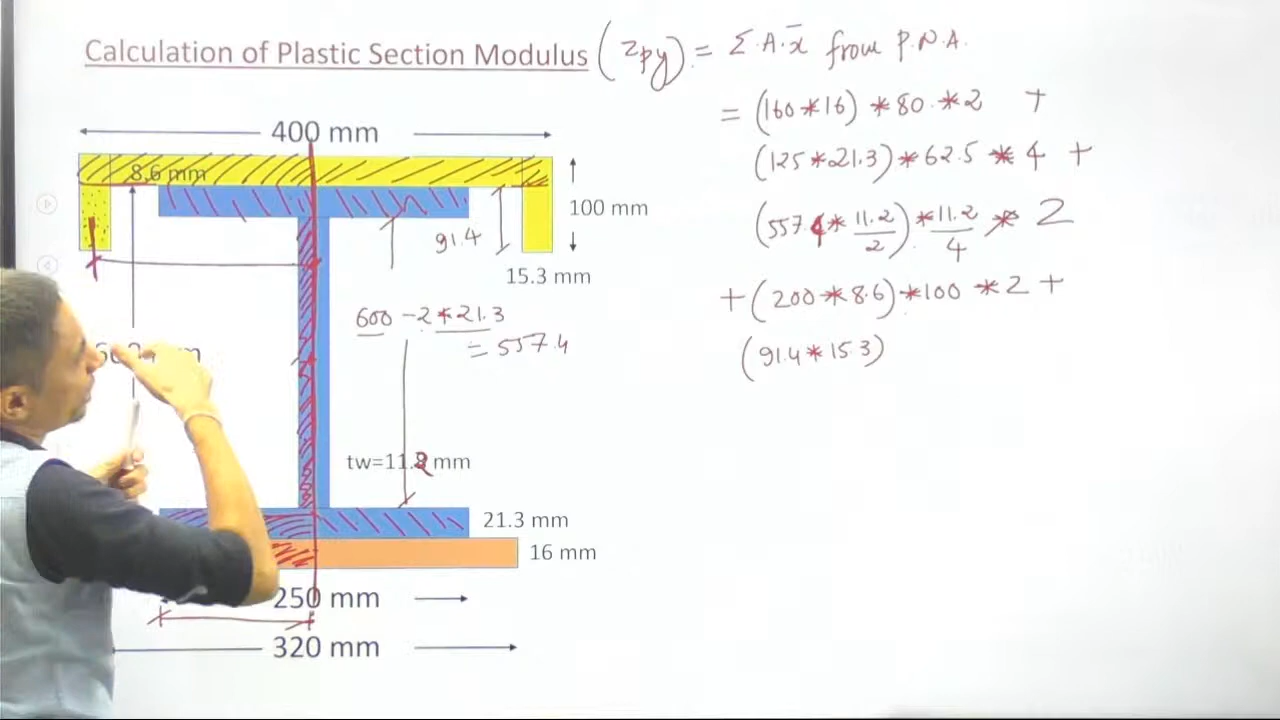 Calculation of Plastic Section Modulus (Zpy) = Σ.A.x̄ from P.N.A.
= (160*16) *80.*2 +
(125*21.3)*62.5 *4 +
(557.4*11.2/2)*11.2/4 * 2
+(200*8.6)*100 *2+
(91.4*15.3)
400 mm
8.6 mm
100 mm
91.4
15.3 mm
600 -2*21.3
= 557.4
tw=11.2 mm
21.3 mm
16 mm
250 mm
320 mm